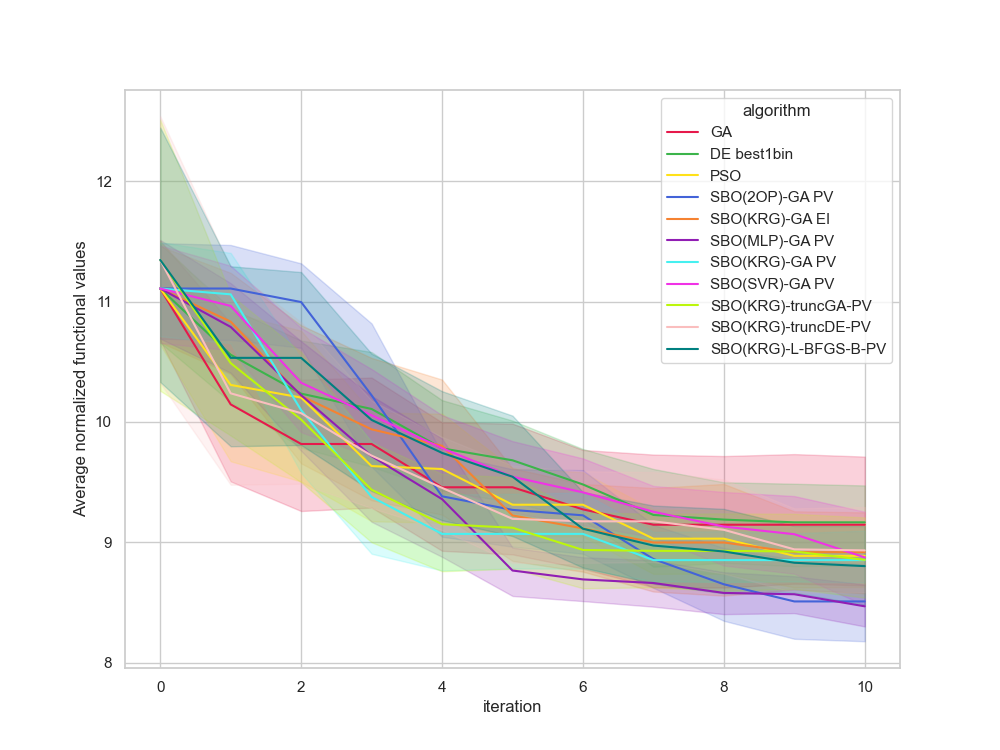 algorithm
GA
DE best1bin
PSO
SBO(2OP)-GA PV
SBO(KRG)-GA EI
SBO(MLP)-GA PV
SBO(KRG)-GA PV
SBO(SVR)-GA PV
SBO(KRG)-truncGA-PV
SBO(KRG)-truncDE-PV
SBO(KRG)-L-BFGS-B-PV
Average normalized functional values
12
11
10
9
8
0 2 4 6 8 10
iteration